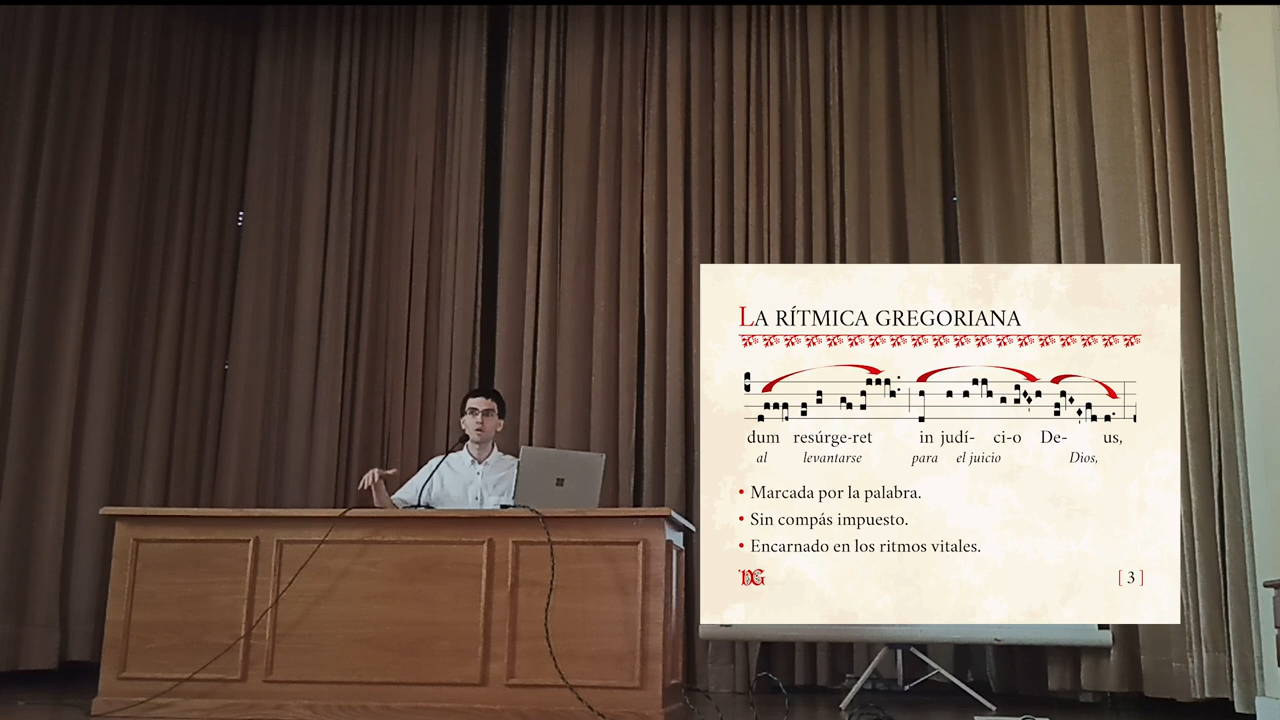 LA RÍTMICA GREGORIANA
dum resúrge-ret in judí- ci-o De- us,
al levantarse para el juicio Dios,
• Marcada por la palabra.
• Sin compás impuesto.
• Encarnado en los ritmos vitales.
[ 3 ]